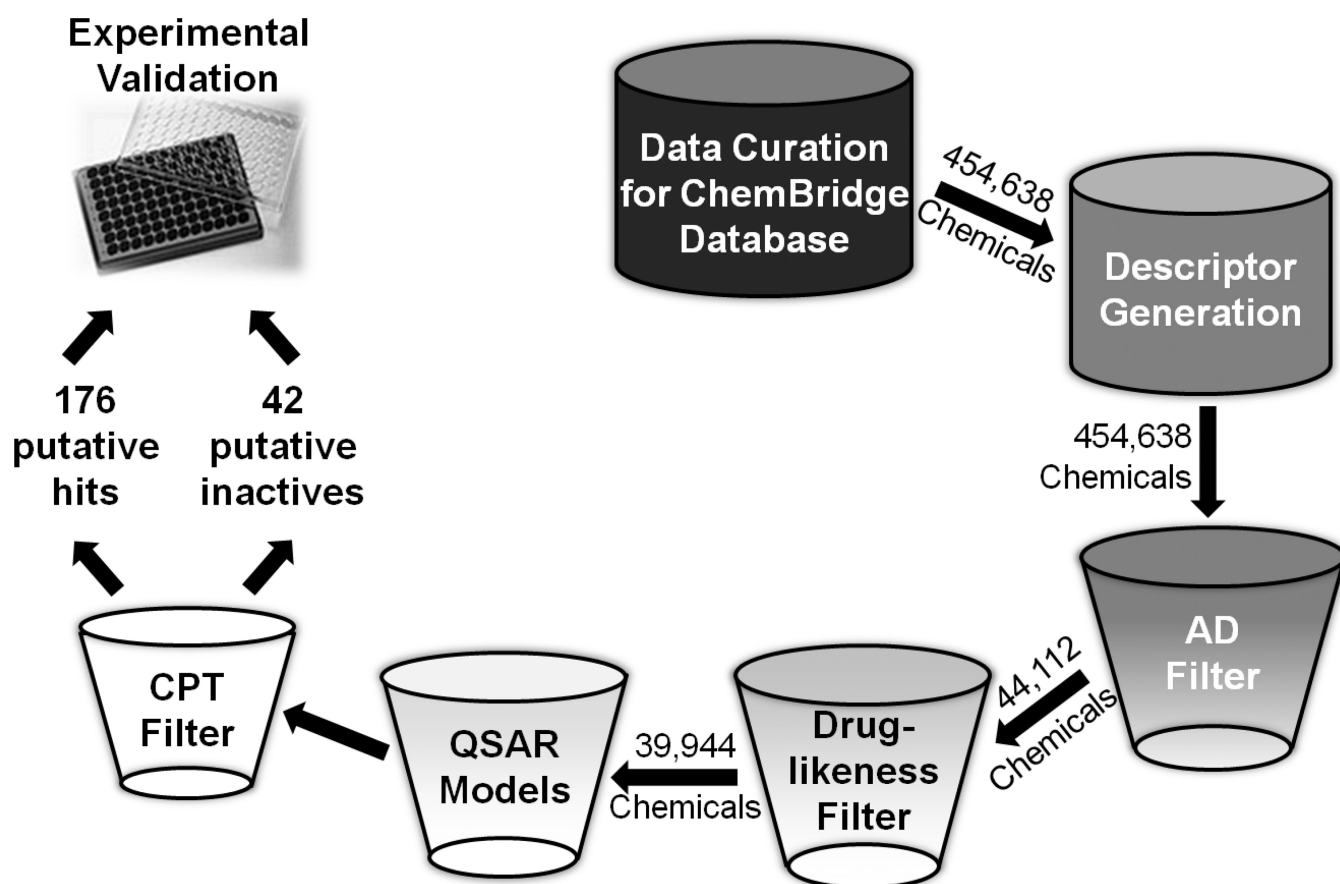 Experimental
Validation
Data Curation
for ChemBridge
Database
454,638
Chemicals
Descriptor
Generation
454,638
Chemicals
AD
Filter
44,112
Chemicals
Drug-
likeness
Filter
39,944
Chemicals
QSAR
Models
CPT
Filter
176
putative
hits
42
putative
inactives